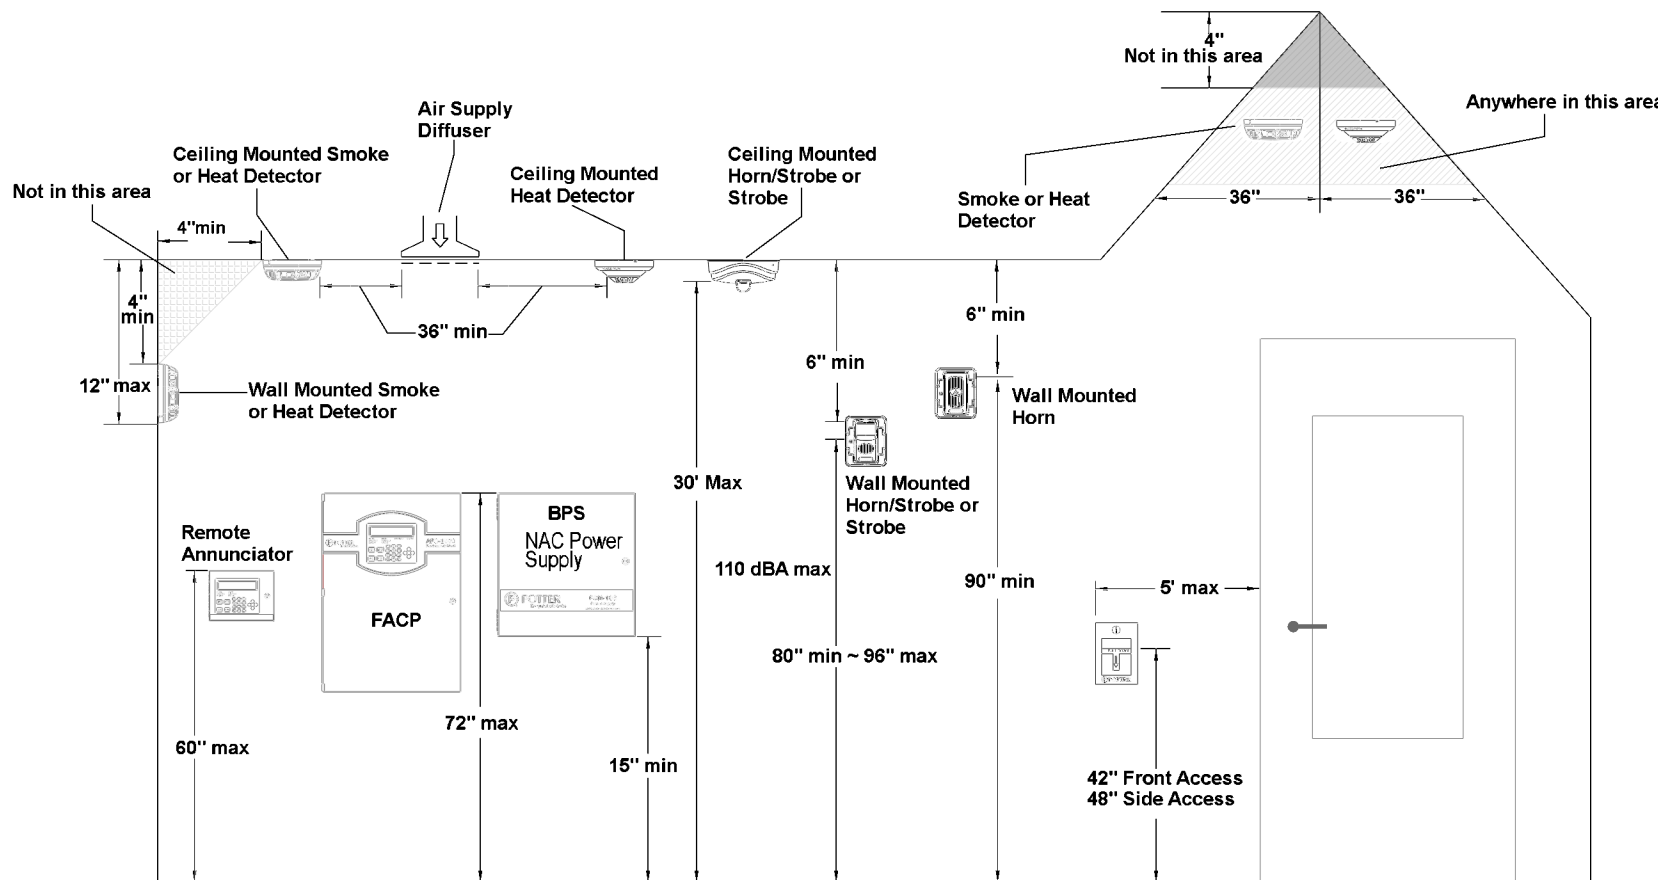 4"
Not in this area
Anywhere in this area
Air Supply
Diffuser
Ceiling Mounted Smoke
or Heat Detector
Ceiling Mounted
Horn/Strobe or
Strobe
Ceiling Mounted
Heat Detector
Not in this area
Smoke or Heat
Detector
36"
36"
4"min
4"
min
36" min
6" min
6" min
12" max
Wall Mounted Smoke
or Heat Detector
Wall Mounted
Horn
30' Max
Wall Mounted
Horn/Strobe or
Strobe
BPS
NAC Power
Supply
Remote
Annunciator
110 dBA max
90" min
5' max
POTTER
FACP
80" min ~ 96" max
72" max
60" max
15" min
42" Front Access
48" Side Access